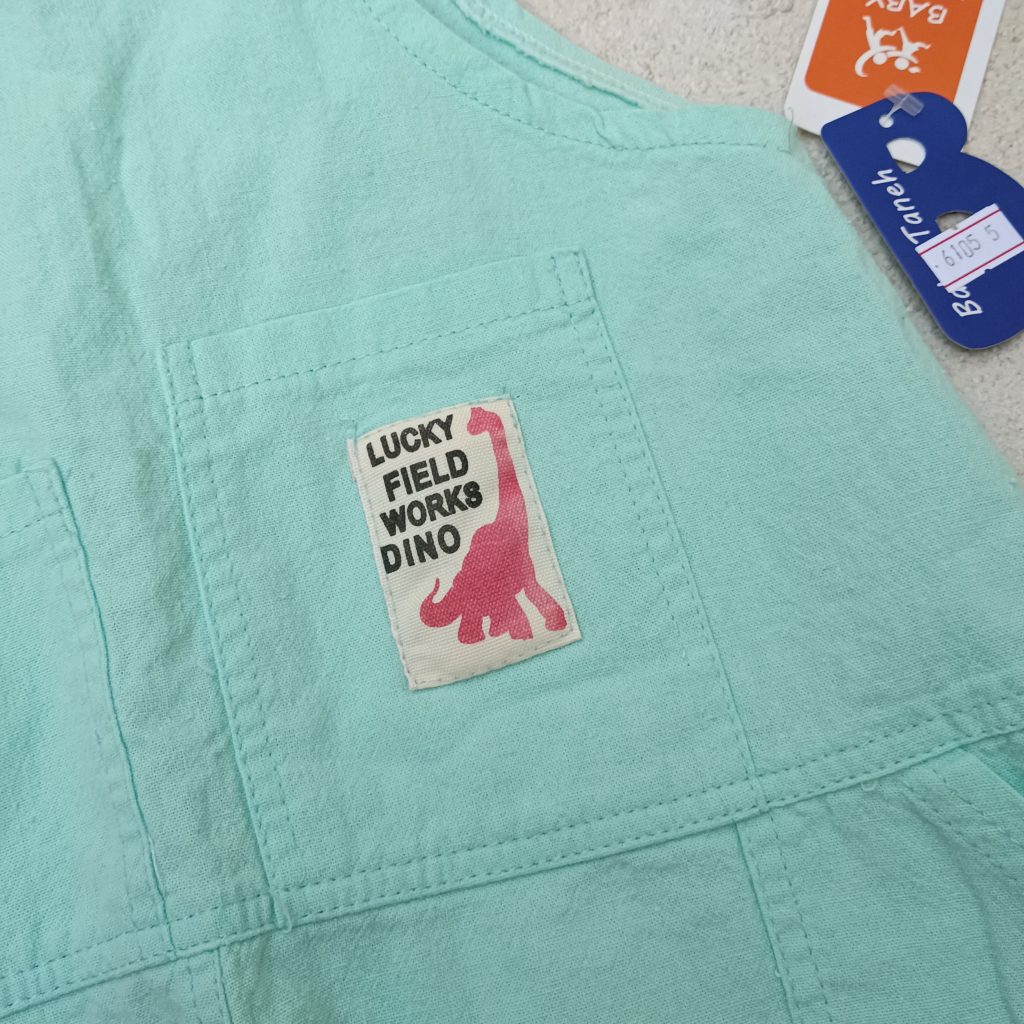 BABY
Taneh
6105 5
LUCKY
FIELD
WORKS
DINO